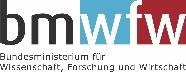 bmwfw
Bundesministerium für
Wissenschaft, Forschung und Wirtschaft